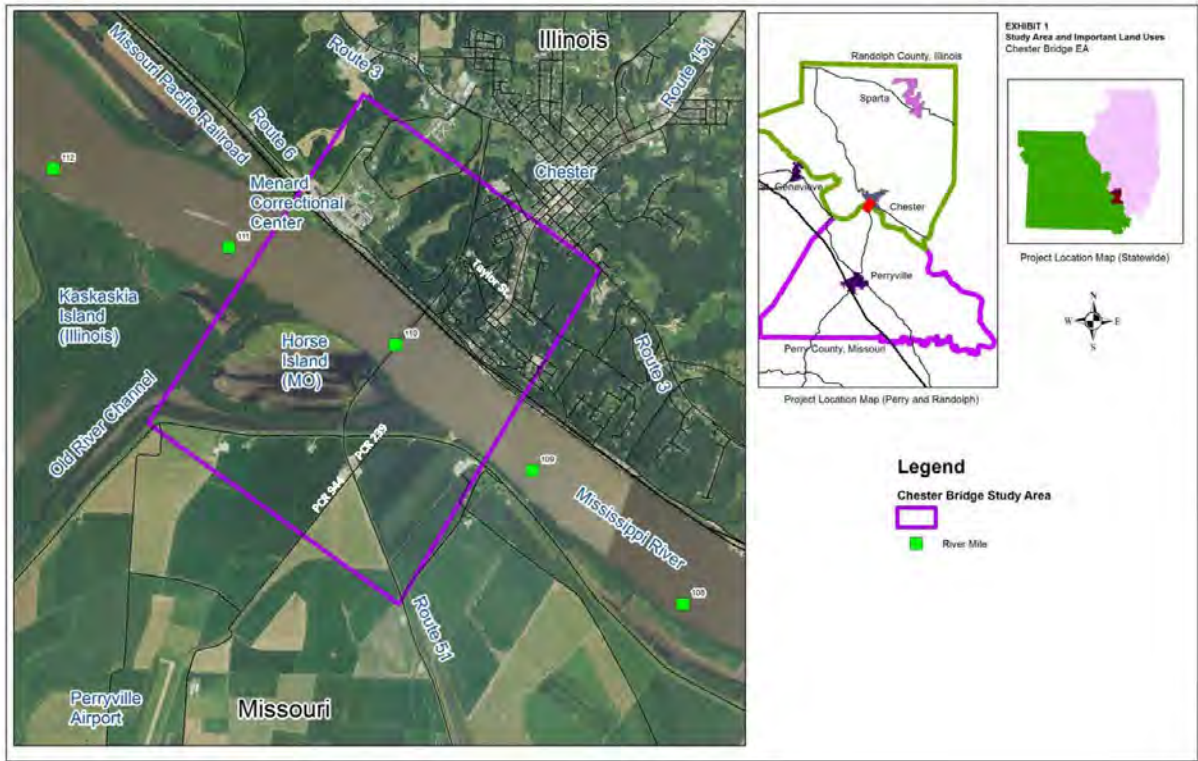 Illinois
Route 3
Route 151
Missouri Pacific Railroad
Route 6
Menard
Correctional
Center
Chester
112
111
110
109
108
Taylor St
Kaskaskia
Island
(Illinois)
Horse
Island
(MO)
Route 3
Old River Channel
PCR 944
PCR 239
Mississippi River
Route 51
Perryville
Airport
Missouri
Randolph County, Illinois
Sparta
Genevieve
Chester
Perryville
Perry County, Missouri
Project Location Map (Perry and Randolph)
EXHIBIT 1
Study Area and Important Land Uses
Chester Bridge EA
Project Location Map (Statewide)
N
W E
S
Legend
Chester Bridge Study Area
River Mile